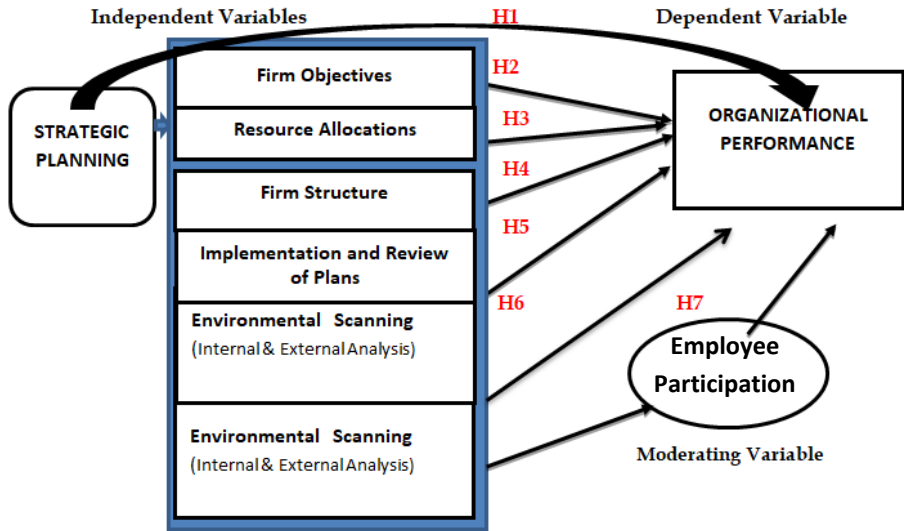 Independent Variables
H1
Dependent Variable
STRATEGIC
PLANNING
Firm Objectives
Resource Allocations
Firm Structure
Implementation and Review
of Plans
Environmental Scanning
(Internal & External Analysis)
Environmental Scanning
(Internal & External Analysis)
H2
H3
H4
H5
H6
H7
ORGANIZATIONAL
PERFORMANCE
Employee
Participation
Moderating Variable